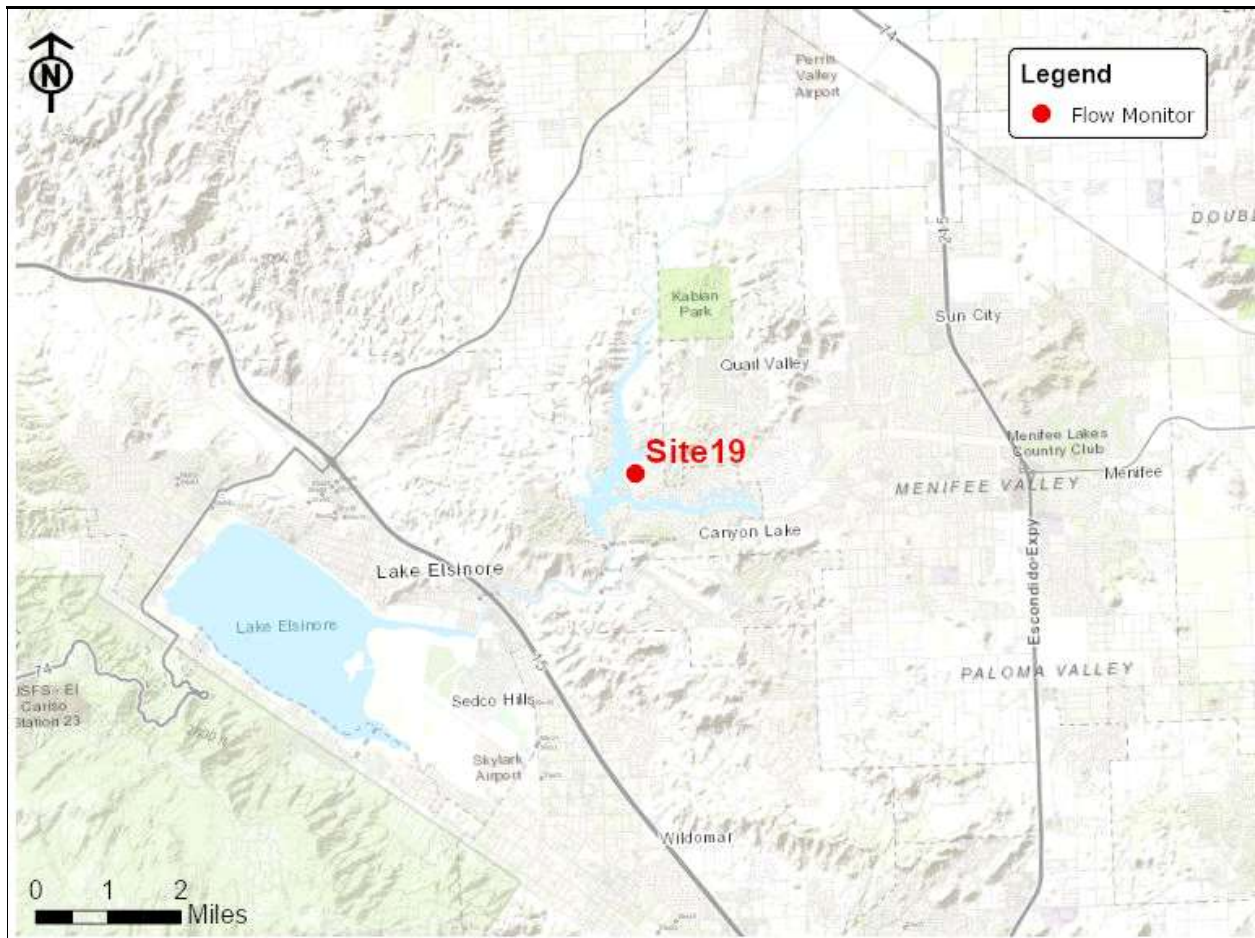 N
74
Perris
Valley
Airport
Legend
Flow Monitor
215
DOUBL
Kabian
Park
Sun City
Quail Valley
Site19
Menifee Lakes
Country Club
Menifee
MENIFEE VALLEY
Canyon Lake
Lake Elsinore
Lake Elsinore
Escondido Expy
74
15
PALOMA VALLEY
USFS - El
Cariso
Station 23
Sedco Hills
Skylark
Airport
Wildomar
0 1 2
Miles